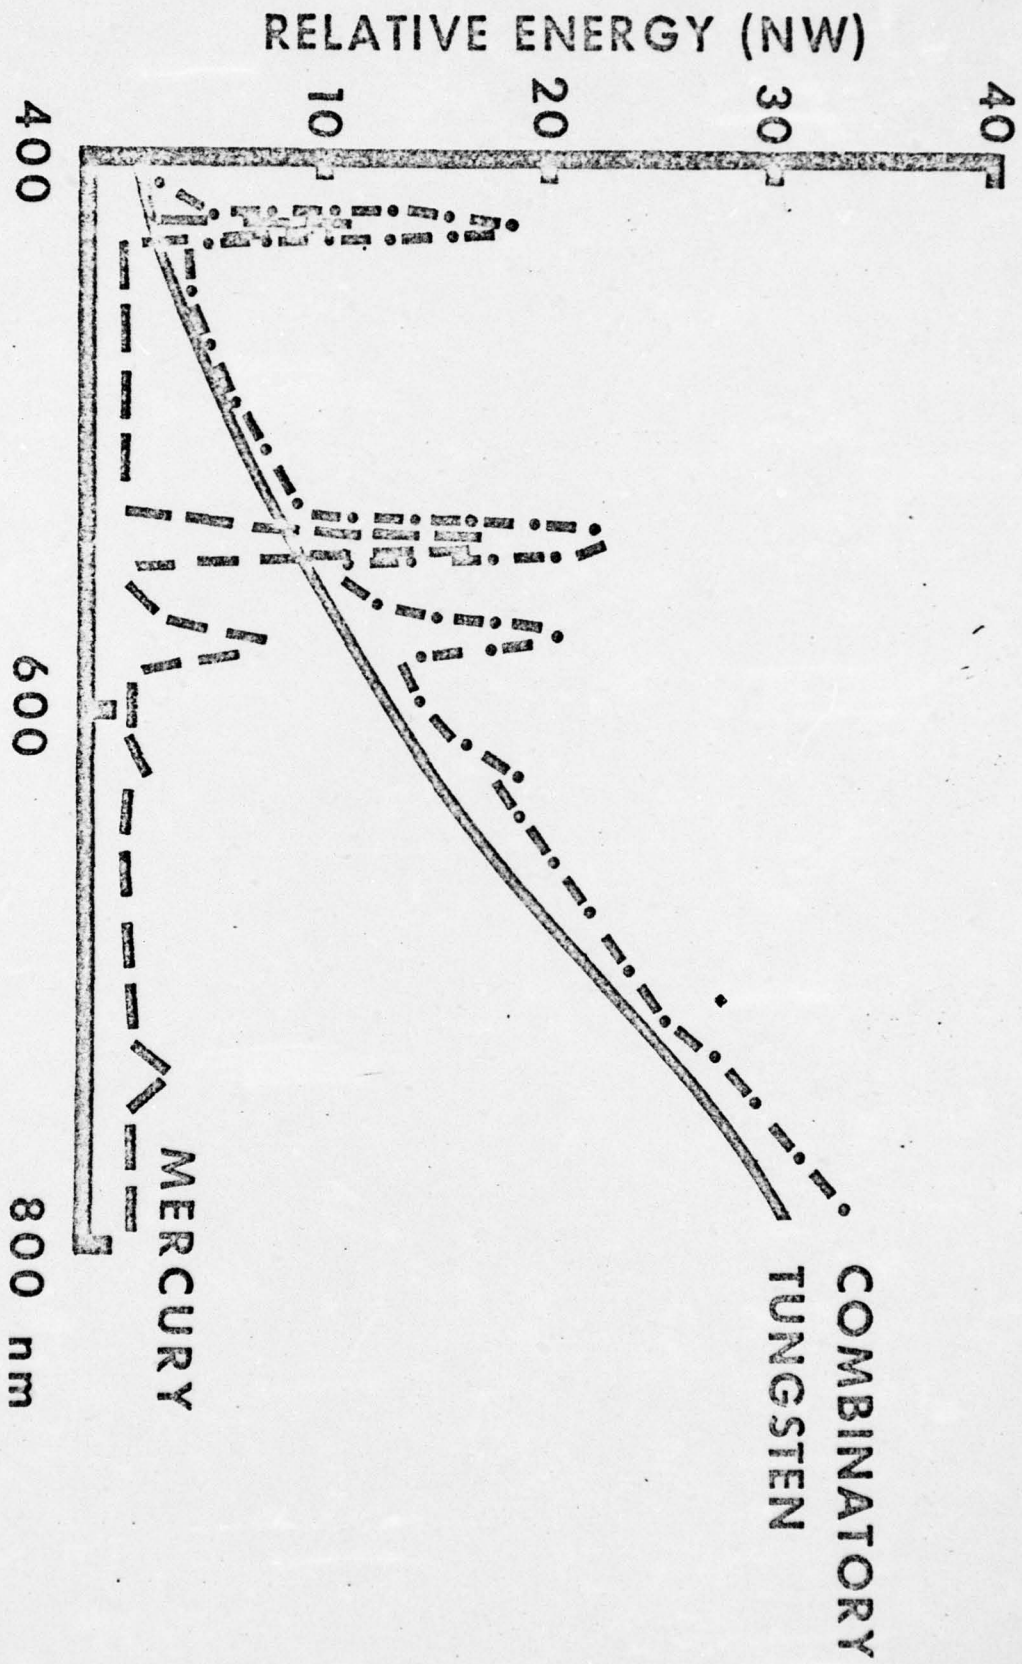 RELATIVE ENERGY (NW)
40
30
20
10
400
600
800 nm
COMBINATORY
TUNGSTEN
MERCURY